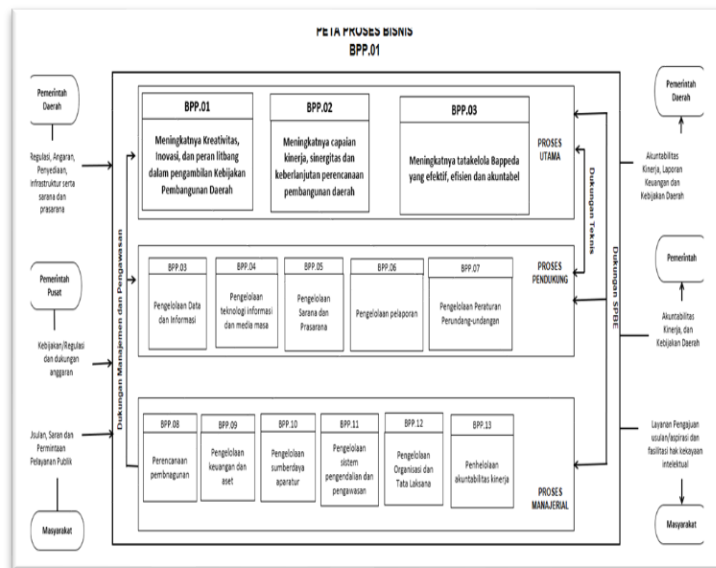 PETA PROSES BISNIS
BPP.01
Pemerintah
Daerah
Regulasi, Angaran,
Penyediaan,
infrastruktur serta
sarana dan
prasarana
Pemerintah
Pusat
Kebijakan/Regulasi
dan dukungan
anggaran
Jsulan, Saran dan
Permintaan
Pelayanan Publik
Masyarakat
Dukungan Manajemen dan Pengawasan
BPP.01
Meningkatnya Kreativitas,
Inovasi, dan peran litbang
dalam pengambilan Kebijakan
Pembangunan Daerah
BPP.02
Meningkatnya capaian
kinerja, sinergitas dan
keberlanjutan perencanaan
pembangunan daerah
BPP.03
Meningkatnya tatakelola Bappeda
yang efektif, efisien dan akuntabel
PROSES
UTAMA
BPP.03
Pengelolaan Data
dan Informasi
BPP.04
Pengelolaan
teknologi informasi
dan media masa
BPP.05
Pengelolaan
Sarana dan
Prasarana
BPP.06
Pengelolaan pelaporan
BPP.07
Pengelolaan Peraturan
Perundang-undangan
PROSES
PENDUKUNG
BPP.08
Perencanaan
pembnagunan
BPP.09
Pengelolaan
keuangan dan
aset
BPP.10
Pengelolaan
sumberdaya
aparatur
BPP.11
Pengelolaan
sistem
pengendalian dan
pengawasan
BPP.12
Pengelolaan
Organisasi dan
Tata Laksana
BPP.13
Penhelolaan
akuntabilitas kinerja
PROSES
MANAJERIAL
Dukungan Teknis
Dukungan SPBE
Pemerintah
Daerah
Akuntabilitas
Kinerja, Laporan
Keuangan dan
Kebijakan Daerah
Pemerintah
Akuntabilitas
Kinerja, dan
Kebijakan Daerah
Layanan Pengajuan
usulan/aspirasi dan
fasilitasi hak kekayaan
intelektual
Masyarakat